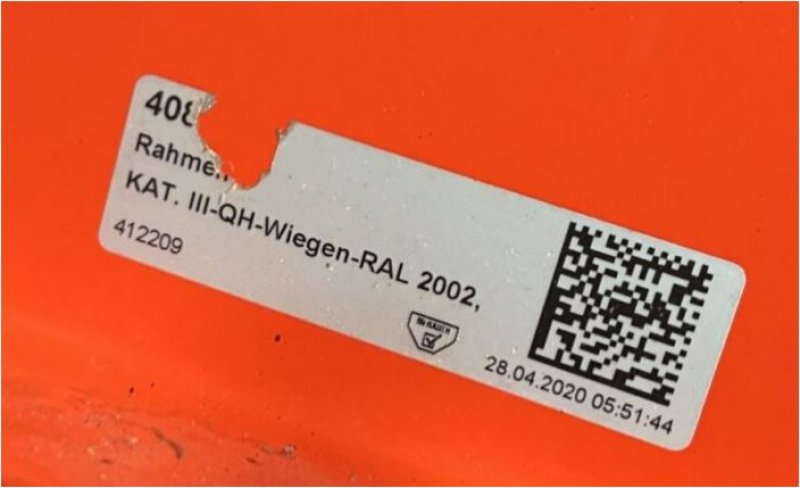 408
Rahmen
KAT. III-QH-Wiegen-RAL 2002,
412209
28.04.2020 05:51:44